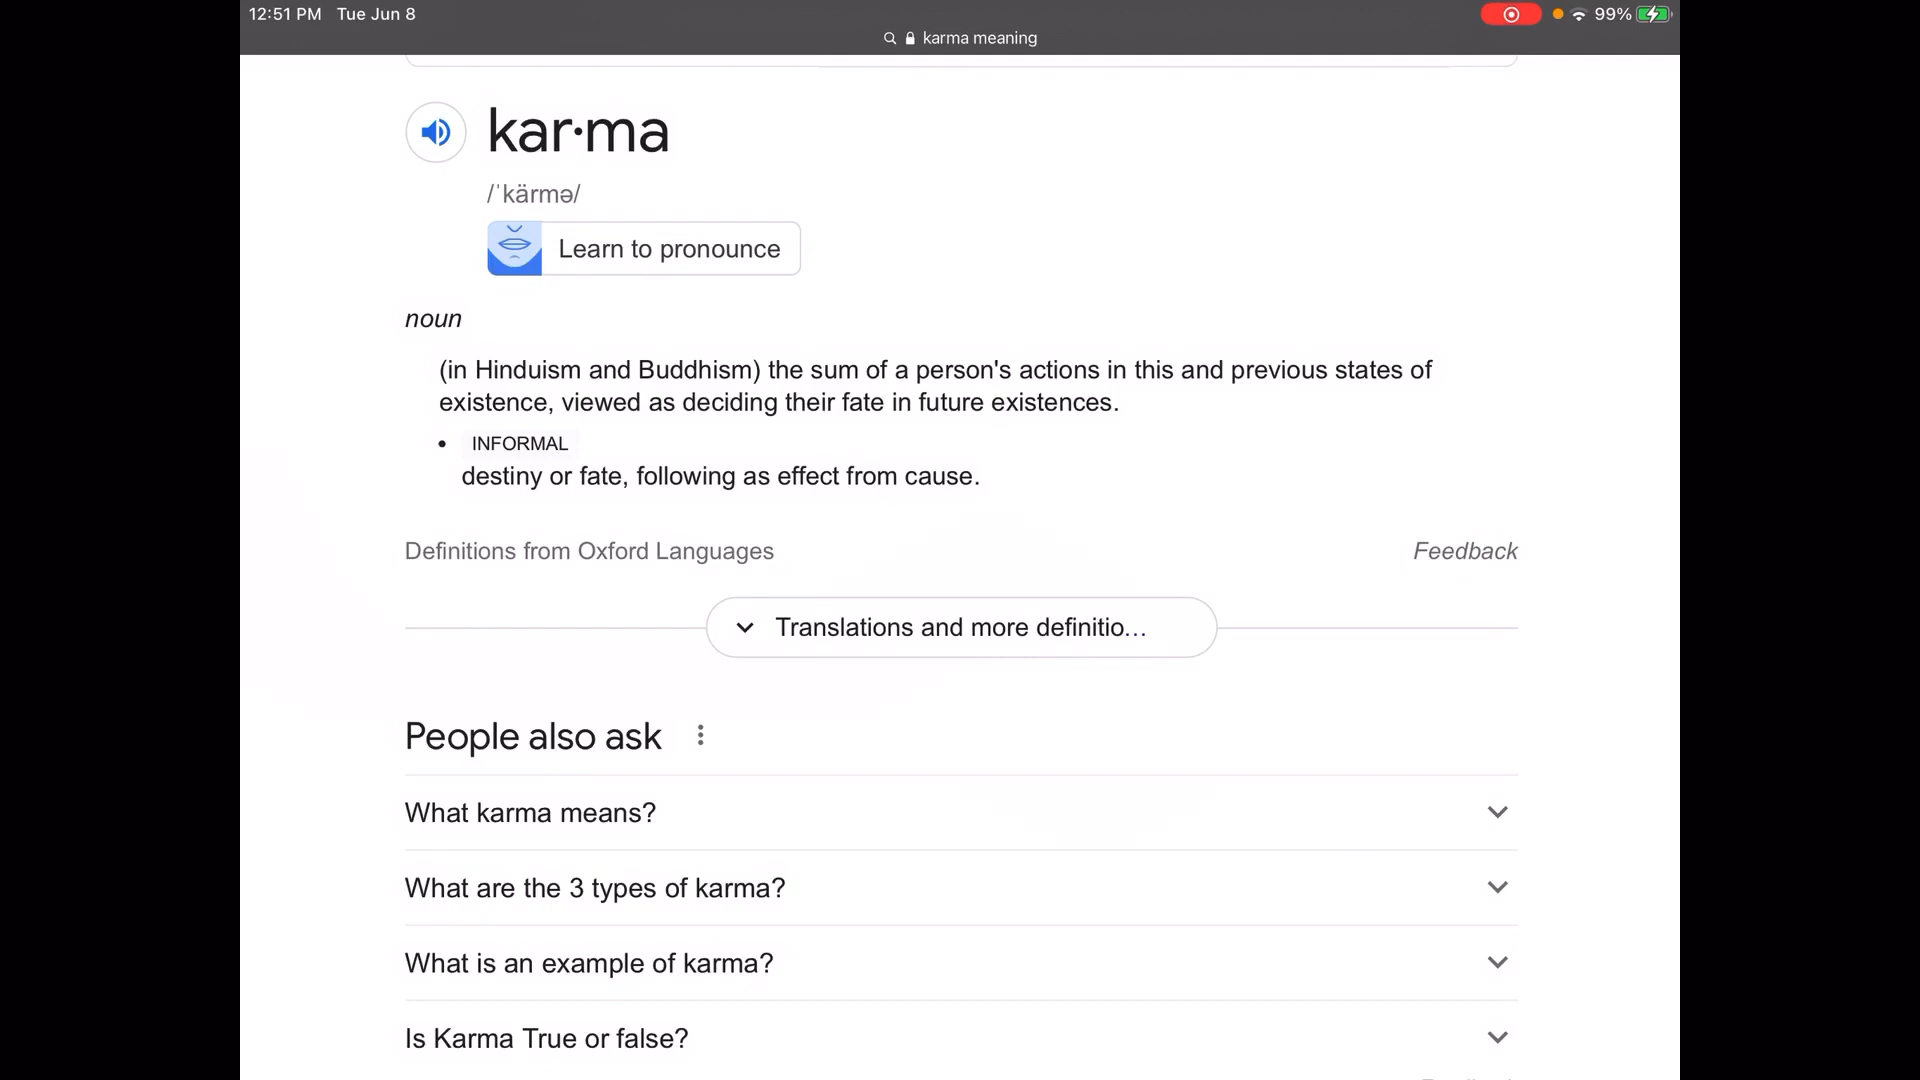 12:51 PM Tue Jun 8
99%
karma meaning
kar·ma
/ˈkärmə/
Learn to pronounce
noun
(in Hinduism and Buddhism) the sum of a person's actions in this and previous states of
existence, viewed as deciding their fate in future existences.
INFORMAL
destiny or fate, following as effect from cause.
Definitions from Oxford Languages
Feedback
Translations and more definitio...
People also ask
What karma means?
What are the 3 types of karma?
What is an example of karma?
Is Karma True or false?